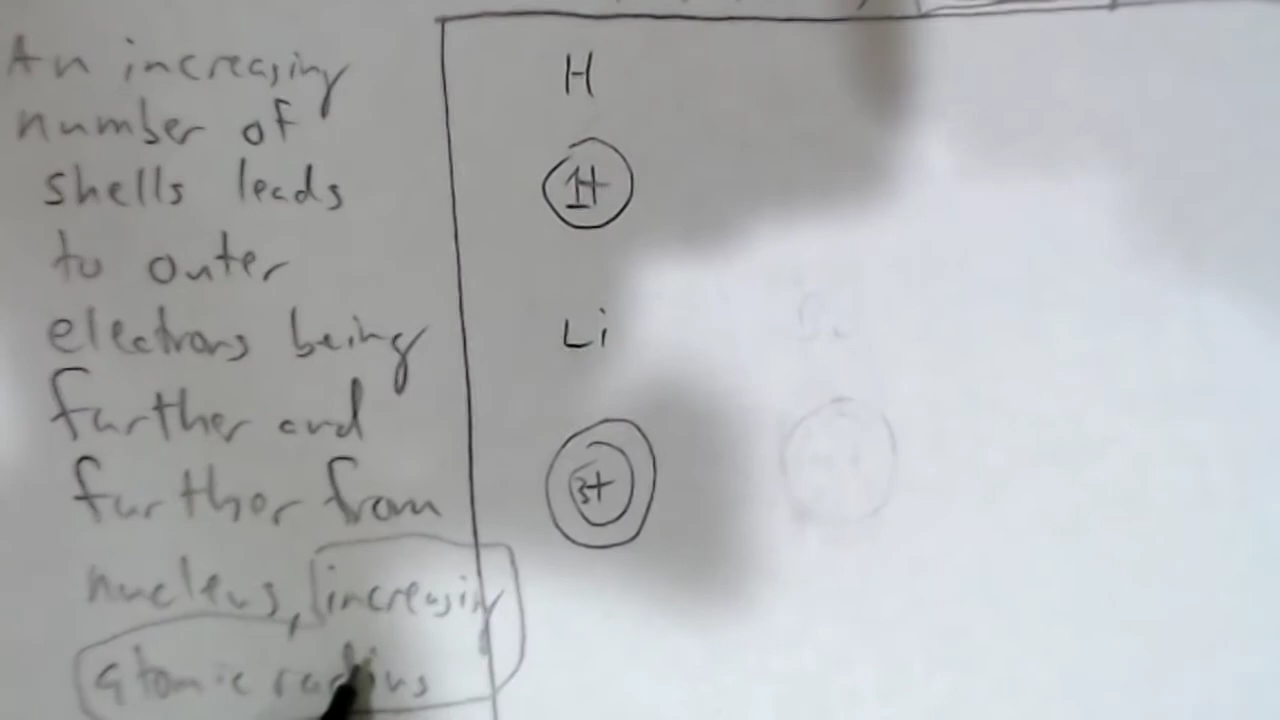 An increasing
number of
shells leads
to outer
electrons being
further and
further from
nucleus, increasing
atomic radius
H
1+
Li
3+